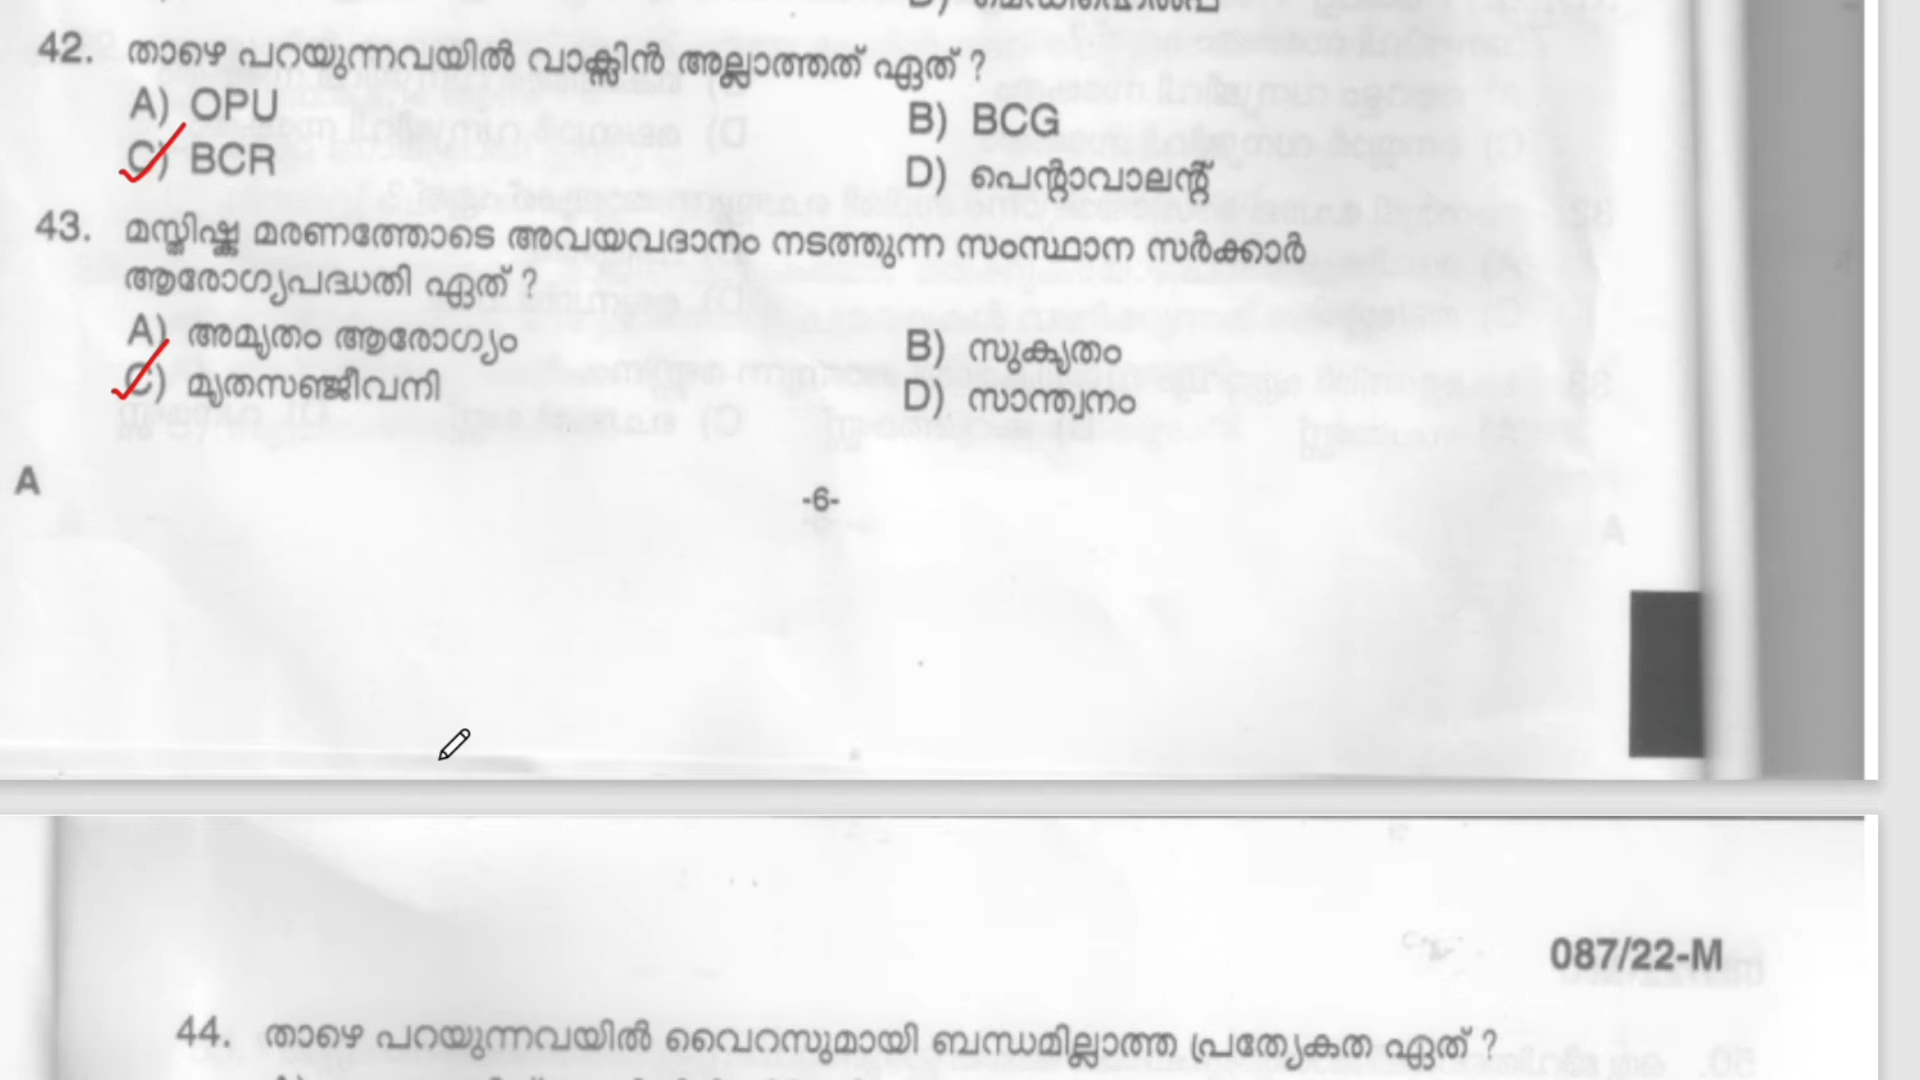 42. താഴെ പറയുന്നവയിൽ വാക്സിൻ അല്ലാത്തത് ഏത് ?
A) OPU
B) BCG
C) BCR
D) പെന്റാവാലന്റ്
43. മസ്തിഷ്ക മരണത്തോടെ അവയവദാനം നടത്തുന്ന സംസ്ഥാന സർക്കാർ
ആരോഗ്യപദ്ധതി ഏത് ?
A) അമൃതം ആരോഗ്യം
B) സുകൃതം
C) മൃതസഞ്ജീവനി
D) സാന്ത്വനം
A
-6-
087/22-M
44. താഴെ പറയുന്നവയിൽ വൈറസുമായി ബന്ധമില്ലാത്ത പ്രത്യേകത ഏത് ?